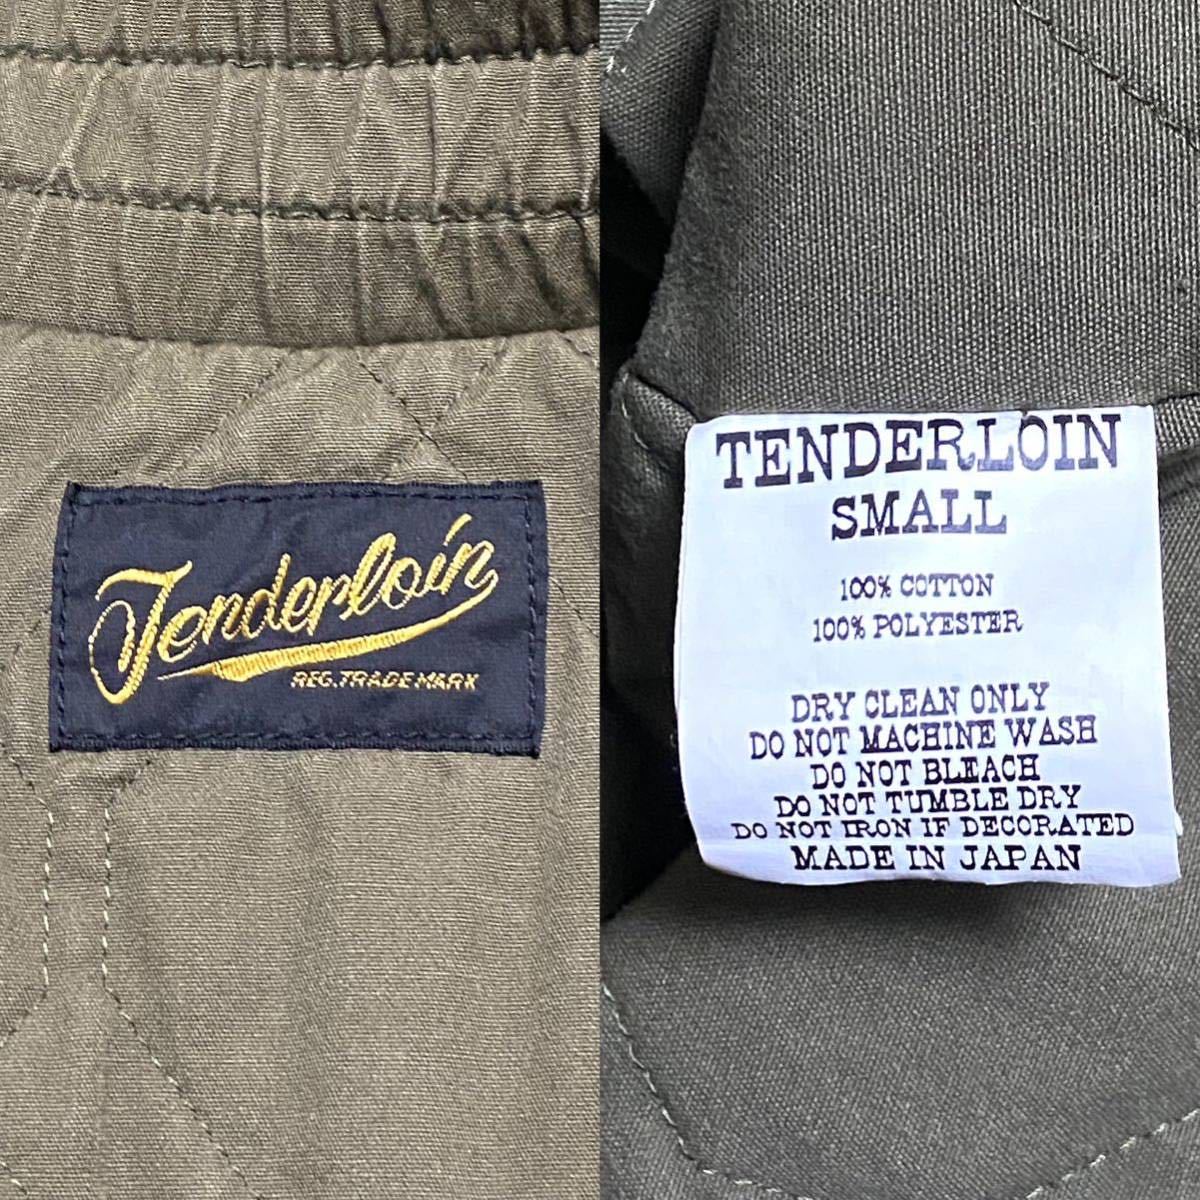 Tenderloin
REG. TRADE MARK
TENDERLOIN
SMALL
100% COTTON
100% POLYESTER
DRY CLEAN ONLY
DO NOT MACHINE WASH
DO NOT BLEACH
DO NOT TUMBLE DRY
DO NOT IRON IF DECORATED
MADE IN JAPAN